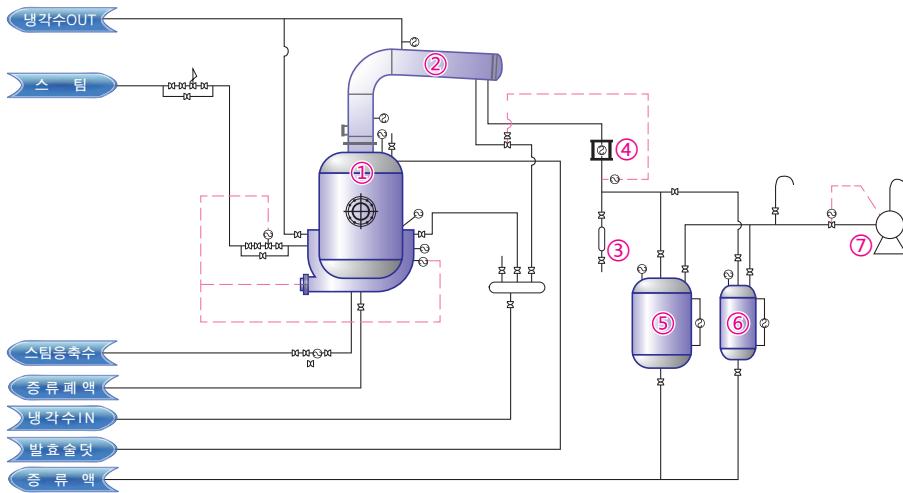 냉각수OUT
스 팀
스팀응축수
증류폐액
냉각수IN
발효술덧
증 류 액
①
②
③
④
⑤
⑥
⑦